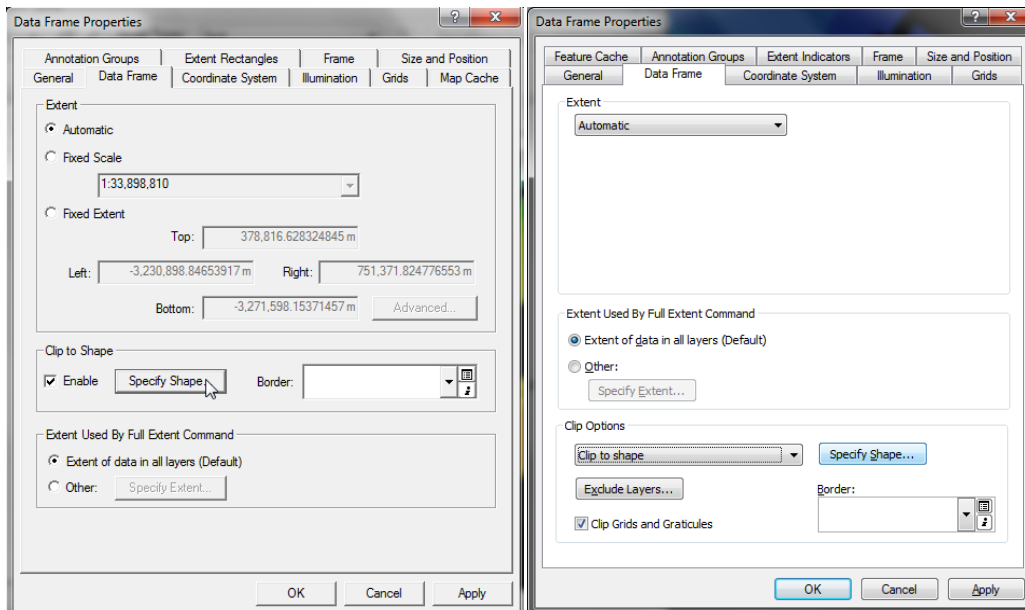 Data Frame Properties
Annotation Groups Extent Rectangles Frame Size and Position
General Data Frame Coordinate System Illumination Grids Map Cache
Extent
Automatic
Fixed Scale
1:33,898,810
Fixed Extent
Top: 378,816.628324845 m
Left: -3,230,898.84653917 m Right: 751,371.824776553 m
Bottom: -3,271,598.15371457 m Advanced...
Clip to Shape
Enable Specify Shape... Border:
Extent Used By Full Extent Command
Extent of data in all layers (Default)
Other: Specify Extent...
OK Cancel Apply
Data Frame Properties
Feature Cache Annotation Groups Extent Indicators Frame Size and Position
General Data Frame Coordinate System Illumination Grids
Extent
Automatic
Extent Used By Full Extent Command
Extent of data in all layers (Default)
Other:
Specify Extent...
Clip Options
Clip to shape Specify Shape...
Exclude Layers... Border:
Clip Grids and Graticules
OK Cancel Apply